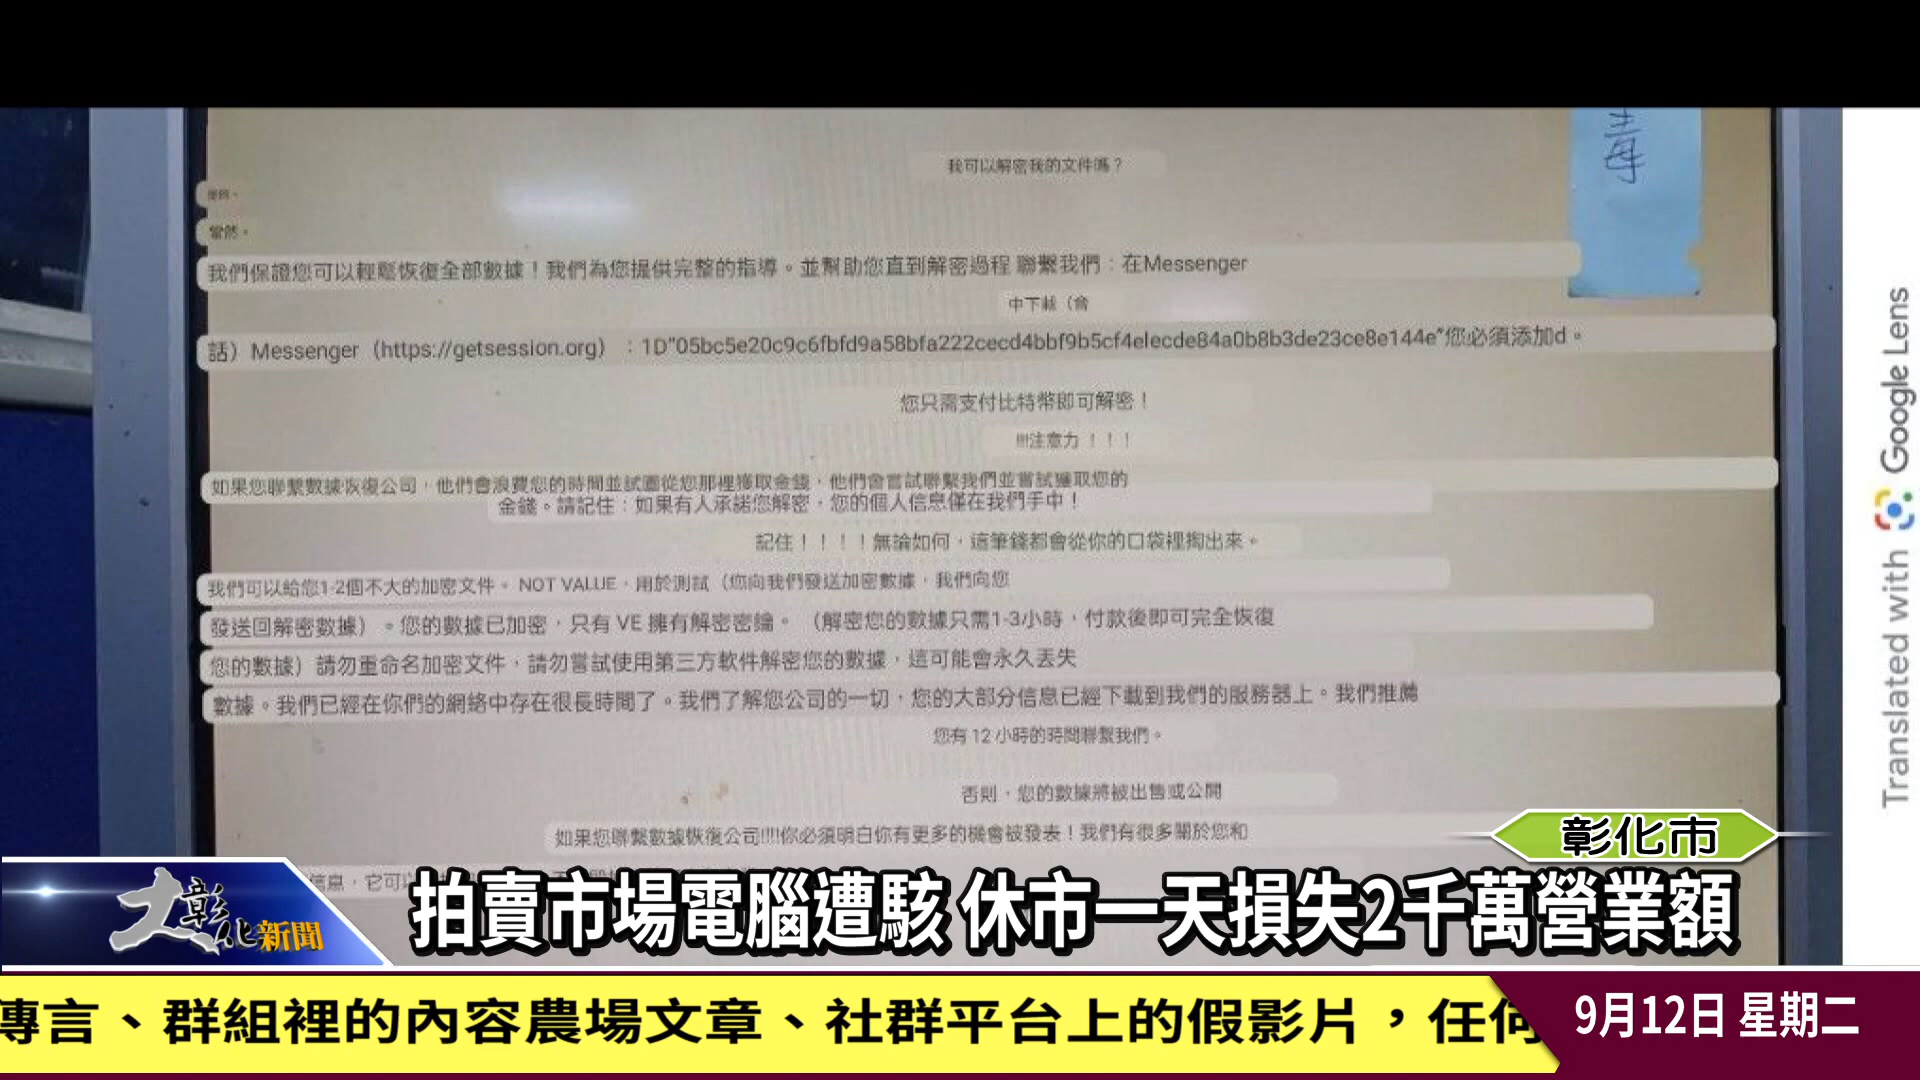 毒
我可以解密我的文件嗎？
是的。
當然。
我們保證您可以輕鬆恢復全部數據！我們為您提供完整的指導。並幫助您直到解密過程 聯繫我們：在Messenger
中下載（會
話）Messenger（https://getsession.org）：1D"05bc5e20c9c6fbfd9a58bfa222cecd4bbf9b5cf4elecde84a0b8b3de23ce8e144e"您必須添加d。
您只需支付比特幣即可解密！
!!!!注意力！！！
如果您聯繫數據恢復公司，他們會浪費您的時間並試圖從您那裡獲取金錢，他們會嘗試聯繫我們並嘗試獲取您的
金錢。請記住：如果有人承諾您解密，您的個人信息僅在我們手中！
記住！！！！無論如何，這筆錢都會從你的口袋裡掏出來。
我們可以給您1-2個不大的加密文件。NOT VALUE，用於測試（您向我們發送加密數據，我們向您
發送回解密數據）。您的數據已加密，只有 VE 擁有解密密鑰。（解密您的數據只需1-3小時，付款後即可完全恢復
您的數據）請勿重命名加密文件，請勿嘗試使用第三方軟件解密您的數據，這可能會永久丟失
數據。我們已經在你們的網絡中存在很長時間了。我們了解您公司的一切，您的大部分信息已經下載到我們的服務器上。我們推薦
您有 12 小時的時間聯繫我們。
否則，您的數據將被出售或公開
如果您聯繫數據恢復公司!!!!你必須明白你有更多的機會被發表！我們有很多關於您和
信息，它可以
Translated with Google Lens
彰化市
大彰化新聞
拍賣市場電腦遭駭 休市一天損失2千萬營業額
傳言、群組裡的內容農場文章、社群平台上的假影片，任何
9月12日 星期二